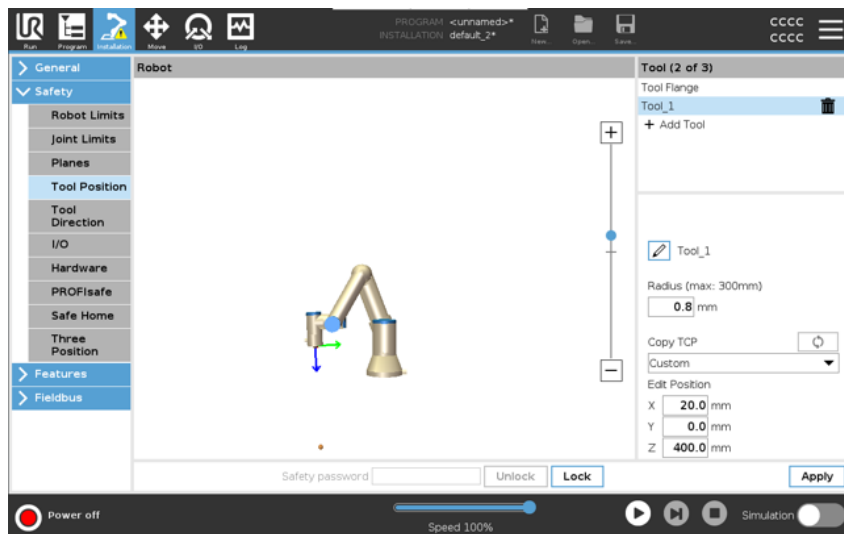 UR
Run
Program
Installation
Move
I/O
Log
PROGRAM <unnamed>*
INSTALLATION default_2*
New...
Open...
Save...
cccc
cccc
General
Safety
Robot Limits
Joint Limits
Planes
Tool Position
Tool
Direction
I/O
Hardware
PROFIsafe
Safe Home
Three
Position
Features
Fieldbus
Robot
+
−
Tool (2 of 3)
Tool Flange
Tool_1
+ Add Tool
Tool_1
Radius (max: 300mm)
0.8 mm
Copy TCP
Custom
Edit Position
X 20.0 mm
Y 0.0 mm
Z 400.0 mm
Safety password
Unlock
Lock
Apply
Power off
Speed 100%
Simulation